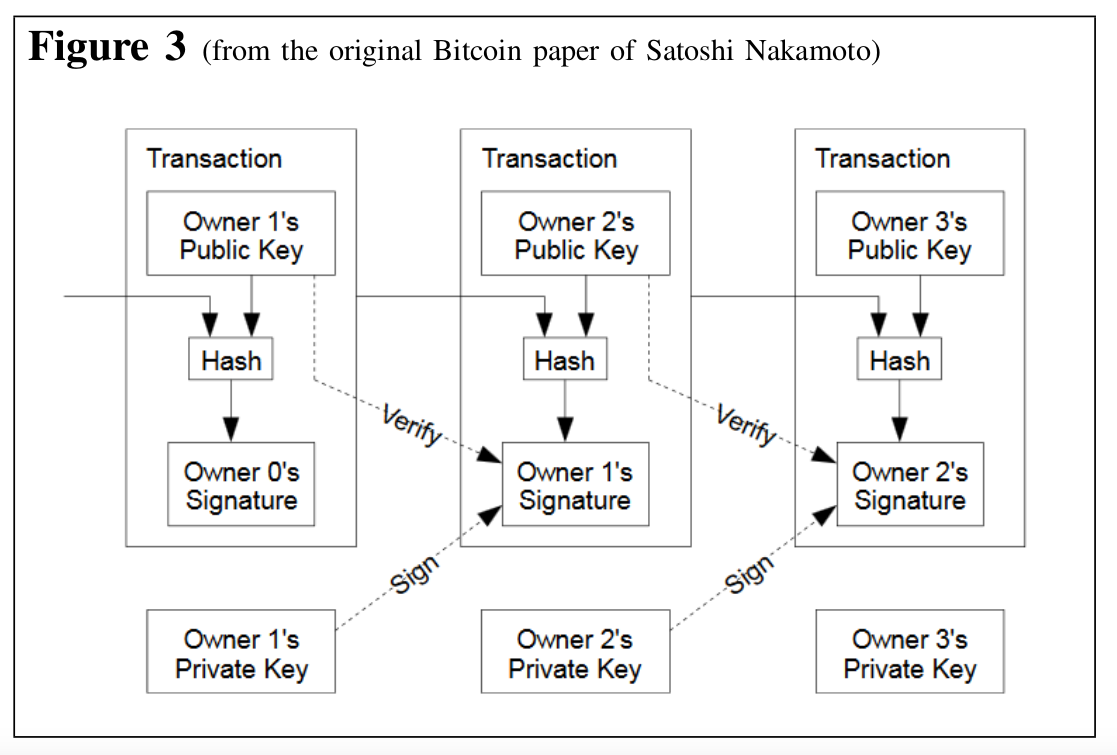 Figure 3 (from the original Bitcoin paper of Satoshi Nakamoto)
Transaction
Owner 1's
Public Key
Hash
Owner 0's
Signature
Transaction
Owner 2's
Public Key
Hash
Verify
Owner 1's
Signature
Transaction
Owner 3's
Public Key
Hash
Verify
Owner 2's
Signature
Sign
Sign
Owner 1's
Private Key
Owner 2's
Private Key
Owner 3's
Private Key